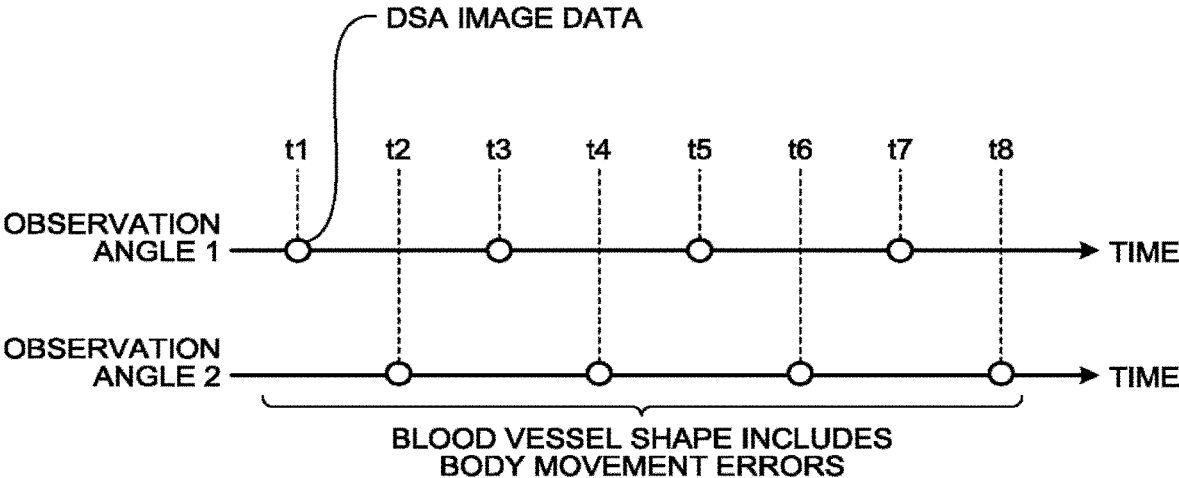 DSA IMAGE DATA
t1 t2 t3 t4 t5 t6 t7 t8
OBSERVATION
ANGLE 1
TIME
OBSERVATION
ANGLE 2
TIME
BLOOD VESSEL SHAPE INCLUDES
BODY MOVEMENT ERRORS